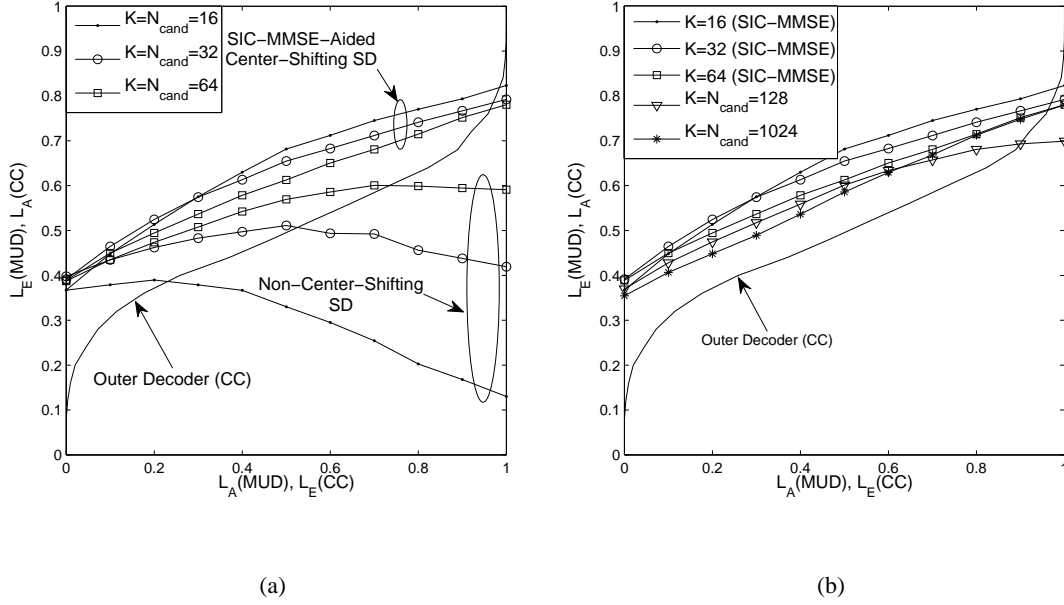 K=N_cand=16
K=N_cand=32
K=N_cand=64
SIC−MMSE−Aided
Center−Shifting SD
Non−Center−Shifting
SD
Outer Decoder (CC)
1
0.9
0.8
0.7
0.6
0.5
0.4
0.3
0.2
0.1
0
0 0.2 0.4 0.6 0.8 1
L_E(MUD), L_A(CC)
L_A(MUD), L_E(CC)
(a)
K=16 (SIC−MMSE)
K=32 (SIC−MMSE)
K=64 (SIC−MMSE)
K=N_cand=128
K=N_cand=1024
Outer Decoder (CC)
1
0.9
0.8
0.7
0.6
0.5
0.4
0.3
0.2
0.1
0
0 0.2 0.4 0.6 0.8 1
L_E(MUD), L_A(CC)
L_A(MUD), L_E(CC)
(b)